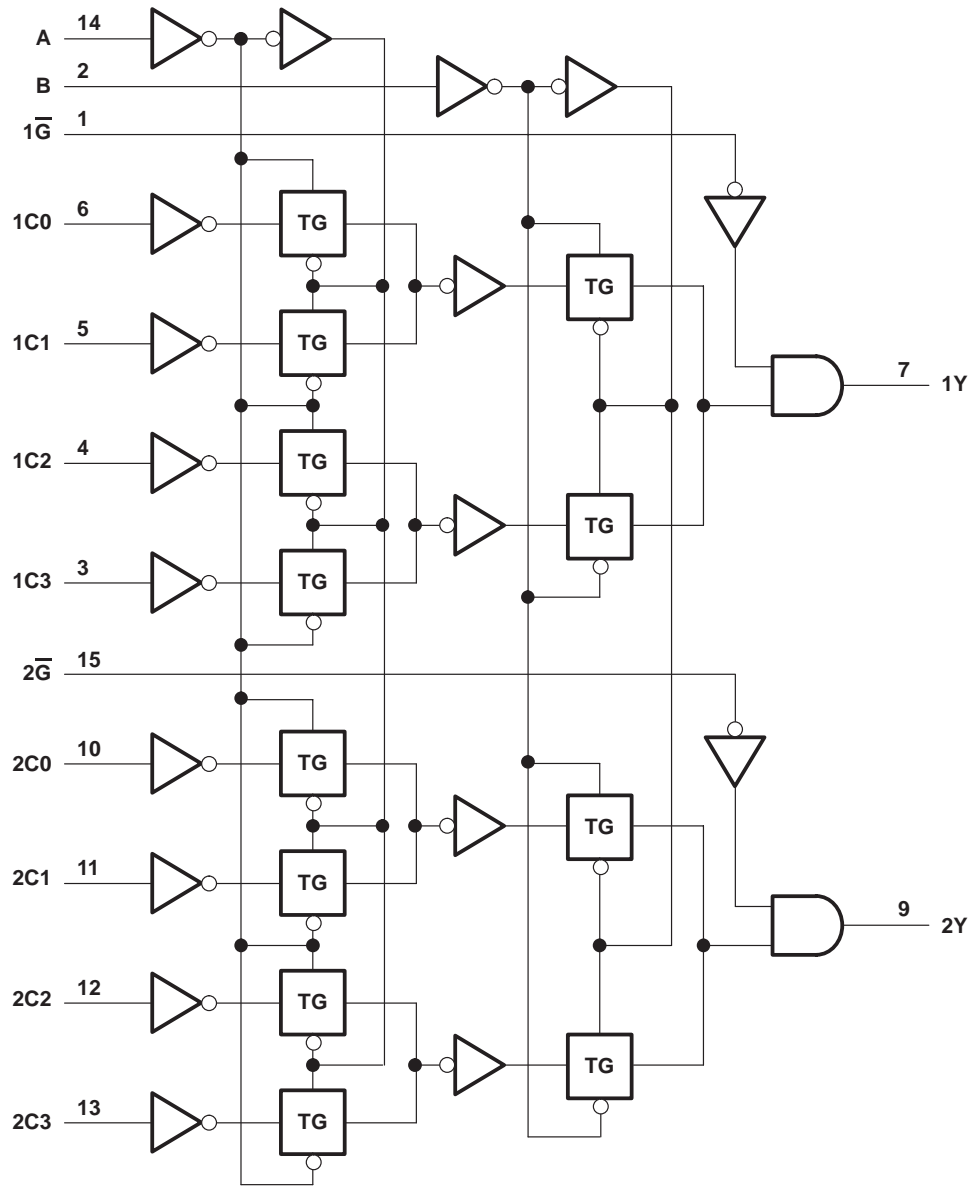 A 14
B 2
1G̅ 1
1C0 6 TG
TG
1C1 5 TG
7 1Y
1C2 4 TG
TG
1C3 3 TG
2G̅ 15
2C0 10 TG
TG
2C1 11 TG
9 2Y
2C2 12 TG
TG
2C3 13 TG